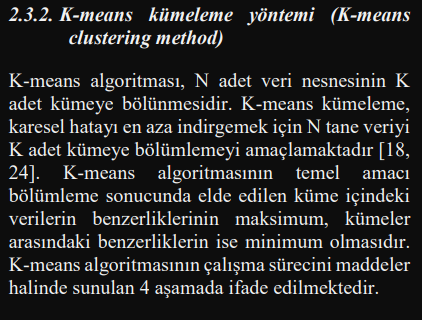 2.3.2. K-means kümeleme yöntemi (K-means
clustering method)
K-means algoritması, N adet veri nesnesinin K
adet kümeye bölünmesidir. K-means kümeleme,
karesel hatayı en aza indirgemek için N tane veriyi
K adet kümeye bölümlemeyi amaçlamaktadır [18,
24]. K-means algoritmasının temel amacı
bölümleme sonucunda elde edilen küme içindeki
verilerin benzerliklerinin maksimum, kümeler
arasındaki benzerliklerin ise minimum olmasıdır.
K-means algoritmasının çalışma sürecini maddeler
halinde sunulan 4 aşamada ifade edilmektedir.